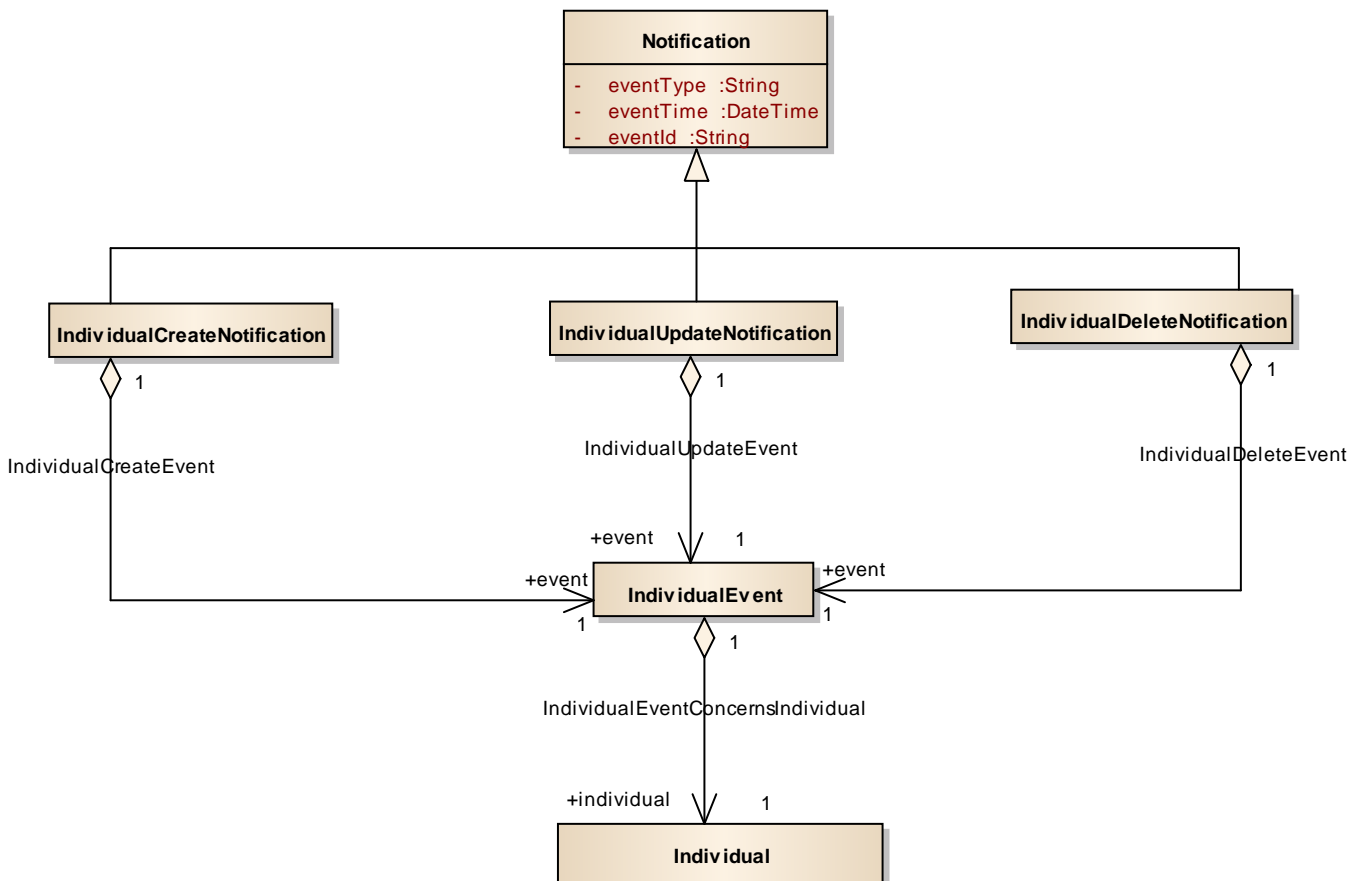 Notification
- eventType :String
- eventTime :DateTime
- eventId :String
IndividualCreateNotification
IndividualUpdateNotification
IndividualDeleteNotification
1
1
1
IndividualCreateEvent
IndividualUpdateEvent
IndividualDeleteEvent
+event 1
+event
1
+event
1
IndividualEvent
1
IndividualEventConcernsIndividual
+individual 1
Individual